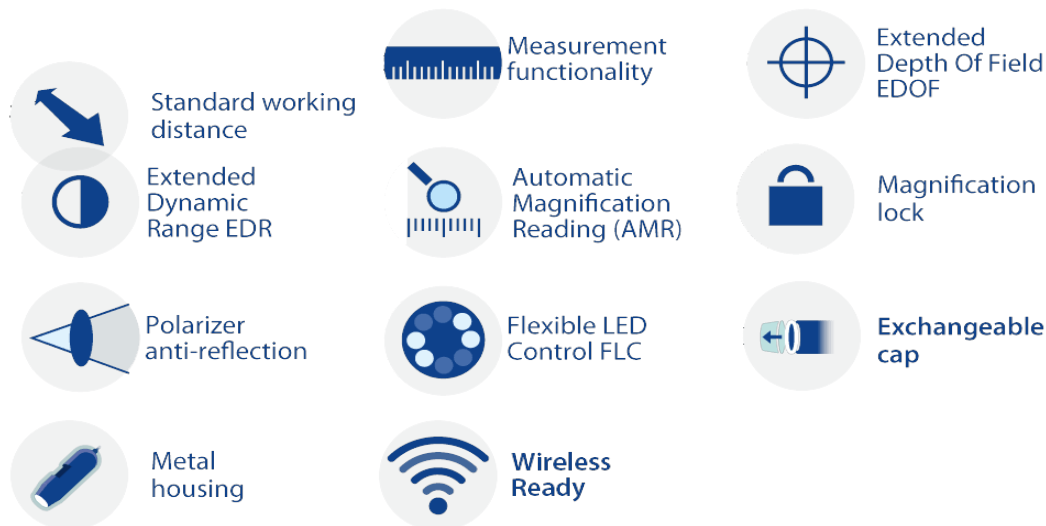 Measurement
functionality
Extended
Depth Of Field
EDOF
Standard working
distance
Extended
Dynamic
Range EDR
Automatic
Magnification
Reading (AMR)
Magnification
lock
Polarizer
anti-reflection
Flexible LED
Control FLC
Exchangeable
cap
Metal
housing
Wireless
Ready